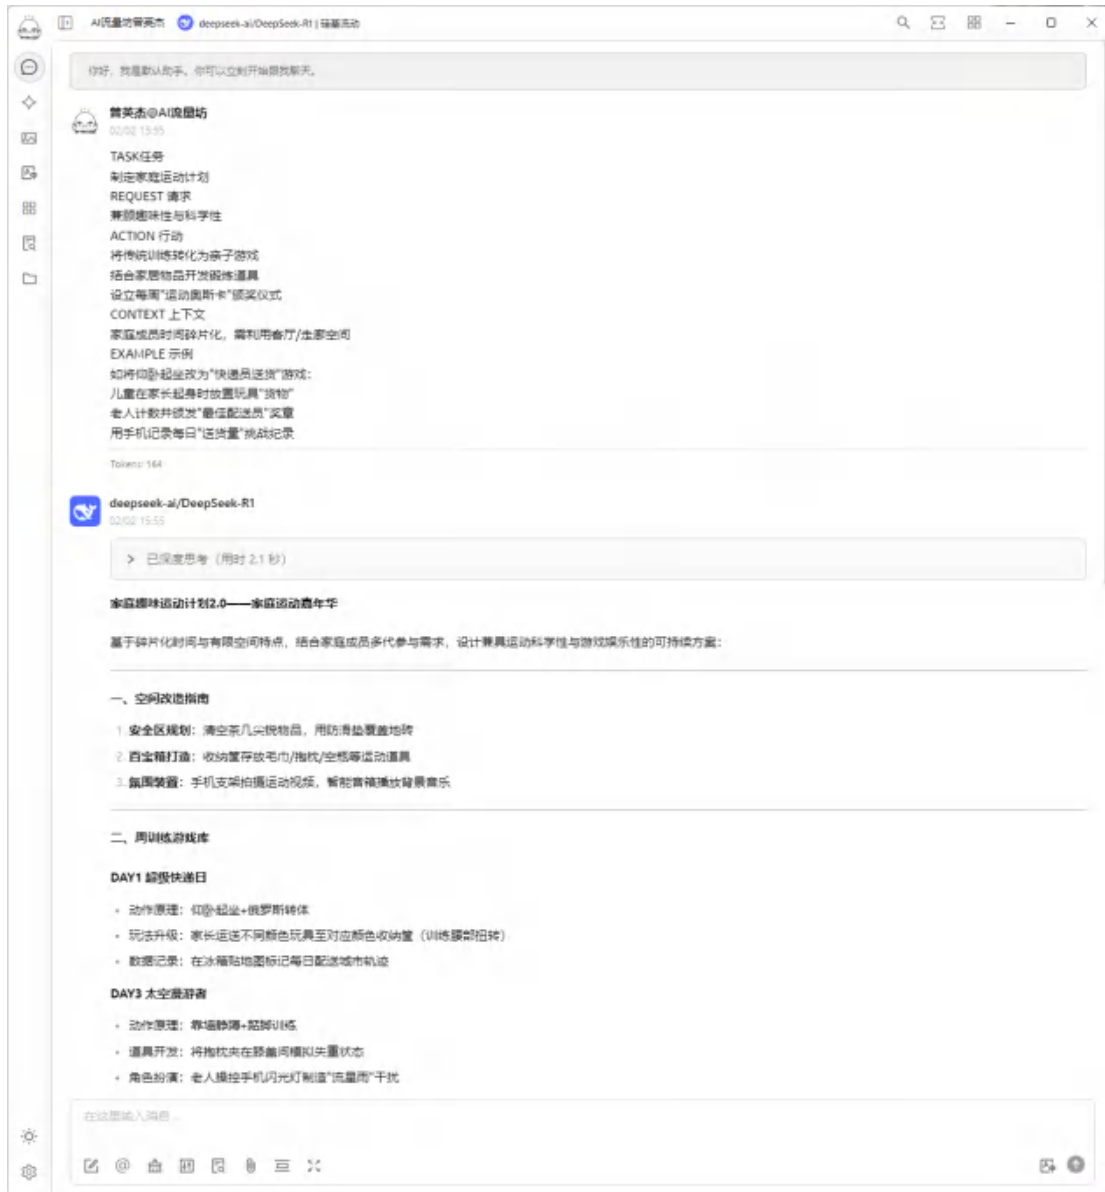 AI流量坊曾英杰 deepseek-ai/DeepSeek-R1 | 硅基流动
你好，我是默认助手。你可以立刻开始跟我聊天。
曾英杰@AI流量坊
02/02 15:55
TASK任务
制定家庭运动计划
REQUEST 请求
兼顾趣味性与科学性
ACTION 行动
将传统训练转化为亲子游戏
结合家居物品开发锻炼道具
设立每周"运动奥斯卡"颁奖仪式
CONTEXT 上下文
家庭成员时间碎片化，需利用客厅/走廊空间
EXAMPLE 示例
如将仰卧起坐改为"快递员送货"游戏：
儿童在家长起身时放置玩具"货物"
老人计数并颁发"最佳配送员"奖章
用手机记录每日"送货量"挑战纪录
Tokens: 164
deepseek-ai/DeepSeek-R1
02/02 15:55
> 已深度思考（用时 2.1 秒）
家庭趣味运动计划2.0——家庭运动嘉年华
基于碎片化时间与有限空间特点，结合家庭成员多代参与需求，设计兼具运动科学性与游戏娱乐性的可持续方案：
一、空间改造指南
1. 安全区规划：清空茶几尖锐物品，用防滑垫覆盖地砖
2. 百宝箱打造：收纳筐存放毛巾/抱枕/空瓶等运动道具
3. 氛围装置：手机支架拍摄运动视频，智能音箱播放背景音乐
二、周训练游戏库
DAY1 超级快递日
• 动作原理：仰卧起坐+俄罗斯转体
• 玩法升级：家长运送不同颜色玩具至对应颜色收纳筐（训练腰部扭转）
• 数据记录：在冰箱贴地图标记每日配送城市轨迹
DAY3 太空漫游者
• 动作原理：靠墙静蹲+踮脚训练
• 道具开发：将抱枕夹在膝盖间模拟失重状态
• 角色扮演：老人操控手机闪光灯制造"流星雨"干扰
在这里输入消息...